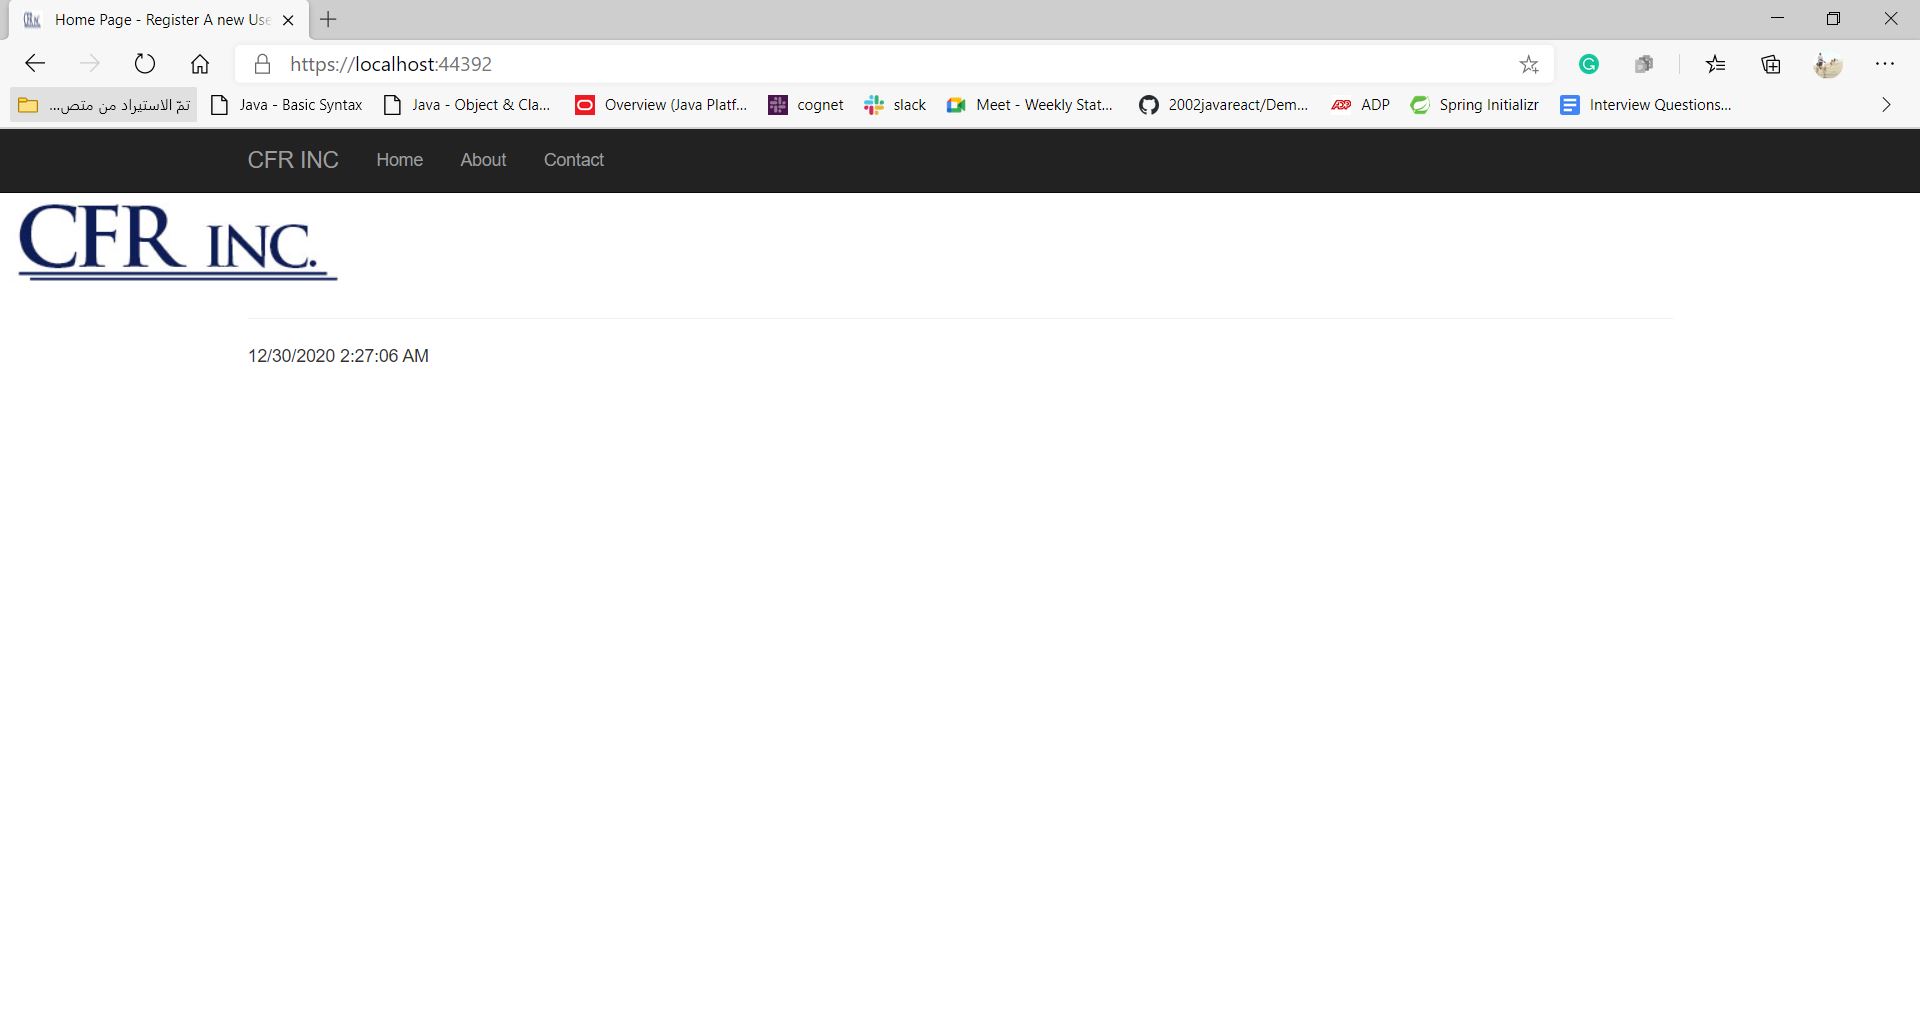 Home Page - Register A new Use
https://localhost:44392
تمّ الاستيراد من متص...
Java - Basic Syntax
Java - Object & Cla...
Overview (Java Platf...
cognet
slack
Meet - Weekly Stat...
2002javareact/Dem...
ADP
Spring Initializr
Interview Questions...
CFR INC Home About Contact
CFR INC.
12/30/2020 2:27:06 AM